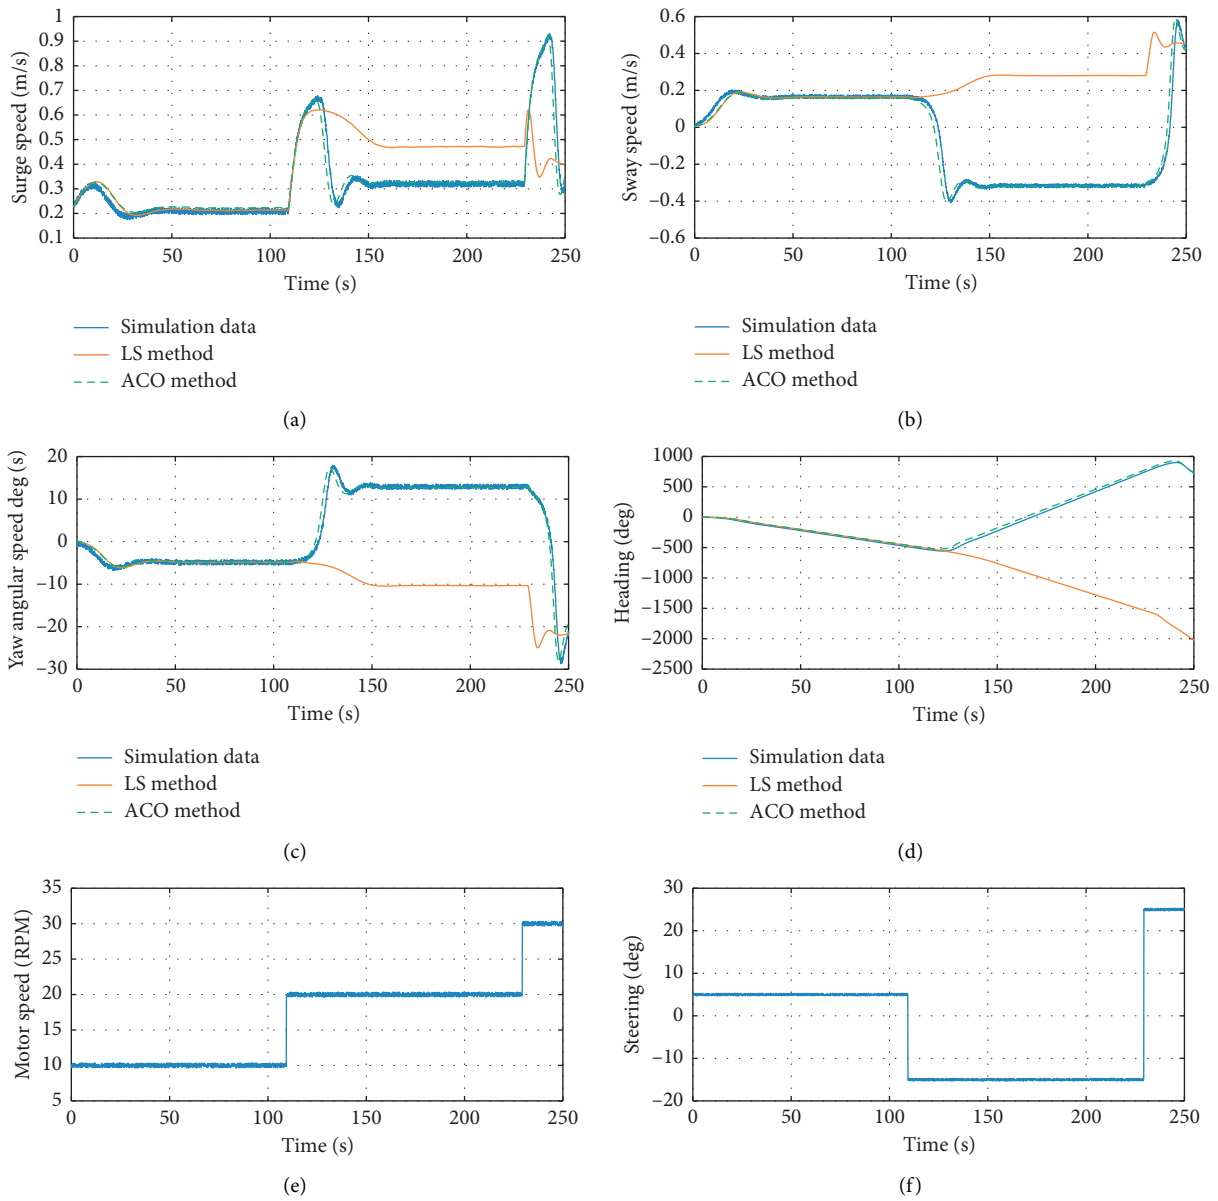 1
0.9
0.8
0.7
0.6
0.5
0.4
0.3
0.2
0.1
Surge speed (m/s)
0 50 100 150 200 250
Time (s)
Simulation data
LS method
ACO method
(a)
0.6
0.4
0.2
0
−0.2
−0.4
−0.6
Sway speed (m/s)
0 50 100 150 200 250
Time (s)
Simulation data
LS method
ACO method
(b)
20
10
0
−10
−20
−30
Yaw angular speed deg (s)
0 50 100 150 200 250
Time (s)
Simulation data
LS method
ACO method
(c)
1000
500
0
−500
−1000
−1500
−2000
−2500
Heading (deg)
0 50 100 150 200 250
Time (s)
Simulation data
LS method
ACO method
(d)
35
30
25
20
15
10
5
Motor speed (RPM)
0 50 100 150 200 250
Time (s)
(e)
30
20
10
0
−10
−20
Steering (deg)
0 50 100 150 200 250
Time (s)
(f)